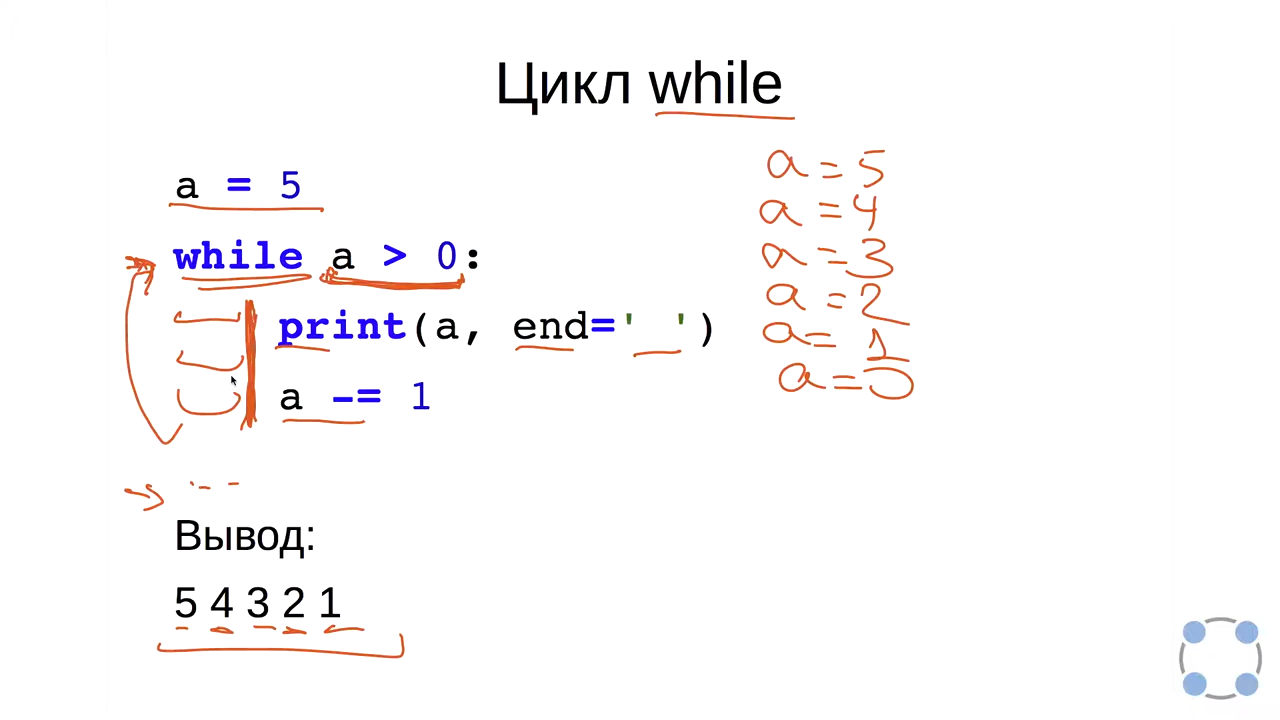 Цикл while
a = 5
while a > 0:
print(a, end=' ')
a -= 1
Вывод:
5 4 3 2 1
a = 5
a = 4
a = 3
a = 2
a = 1
a = 0